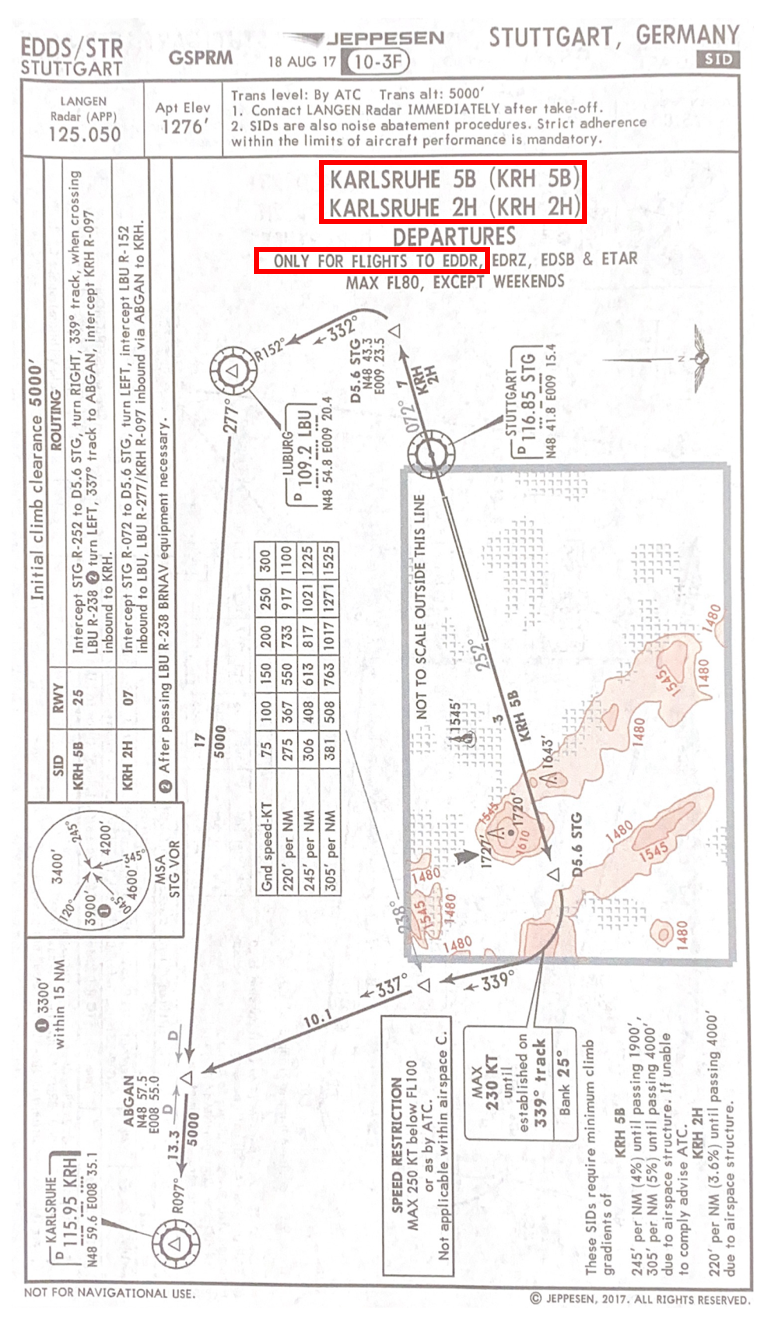 EDDS/STR
STUTTGART
GSPRM
JEPPESEN
18 AUG 17
10-3F
STUTTGART, GERMANY
SID
LANGEN
Radar (APP)
125.050
Apt Elev
1276'
Trans level: By ATC Trans alt: 5000'
1. Contact LANGEN Radar IMMEDIATELY after take-off.
2. SIDs are also noise abatement procedures. Strict adherence
within the limits of aircraft performance is mandatory.
KARLSRUHE 5B (KRH 5B)
KARLSRUHE 2H (KRH 2H)
DEPARTURES
ONLY FOR FLIGHTS TO EDDR, EDRZ, EDSB & ETAR
MAX FL80, EXCEPT WEEKENDS
Initial climb clearance 5000'
SID RWY ROUTING
KRH 5B 25 Intercept STG R-252 to D5.6 STG, turn RIGHT, 339° track, when crossing
LBU R-238 ❷ turn LEFT, 337° track to ABGAN, intercept KRH R-097
inbound to KRH.
KRH 2H 07 Intercept STG R-072 to D5.6 STG, turn LEFT, intercept LBU R-152
inbound to LBU, LBU R-277/KRH R-097 inbound via ABGAN to KRH.
❷ After passing LBU R-238 BRNAV equipment necessary.
R152°
332°
D5.6 STG
N48 43.3
E009 23.5
7
KRH
2H
072°
277°
LUBURG
D 109.2 LBU
N48 54.8 E009 20.4
STUTTGART
D 116.85 STG
N48 41.8 E009 15.4
N
Gnd speed-KT 75 100 150 200 250 300
220' per NM 275 367 550 733 917 1100
245' per NM 306 408 613 817 1021 1225
305' per NM 381 508 763 1017 1271 1525
NOT TO SCALE OUTSIDE THIS LINE
252°
3
KRH 5B
1545'
1643'
1545
1720
1727'
1610
1480
1480
1545
1480
1480
1545
1480
1545
1480
1480
1480
D5.6 STG
17
5000
238°
337°
339°
10.1
MSA
STG VOR
3400'
245°
4200'
345°
4600'
045°
3900'
120°
❶
❶ 3300'
within 15 NM
ABGAN
N48 57.5
E008 55.0
D
D
13.3
5000
R097°
KARLSRUHE
D 115.95 KRH
N48 59.6 E008 35.1
SPEED RESTRICTION
MAX 250 KT below FL100
or as by ATC.
Not applicable within airspace C.
MAX
230 KT
until
established on
339° track
Bank 25°
These SIDs require minimum climb
gradients of
KRH 5B
245' per NM (4%) until passing 1900',
305' per NM (5%) until passing 4000'
due to airspace structure. If unable
to comply advise ATC.
KRH 2H
220' per NM (3.6%) until passing 4000'
due to airspace structure.
NOT FOR NAVIGATIONAL USE.
© JEPPESEN, 2017. ALL RIGHTS RESERVED.